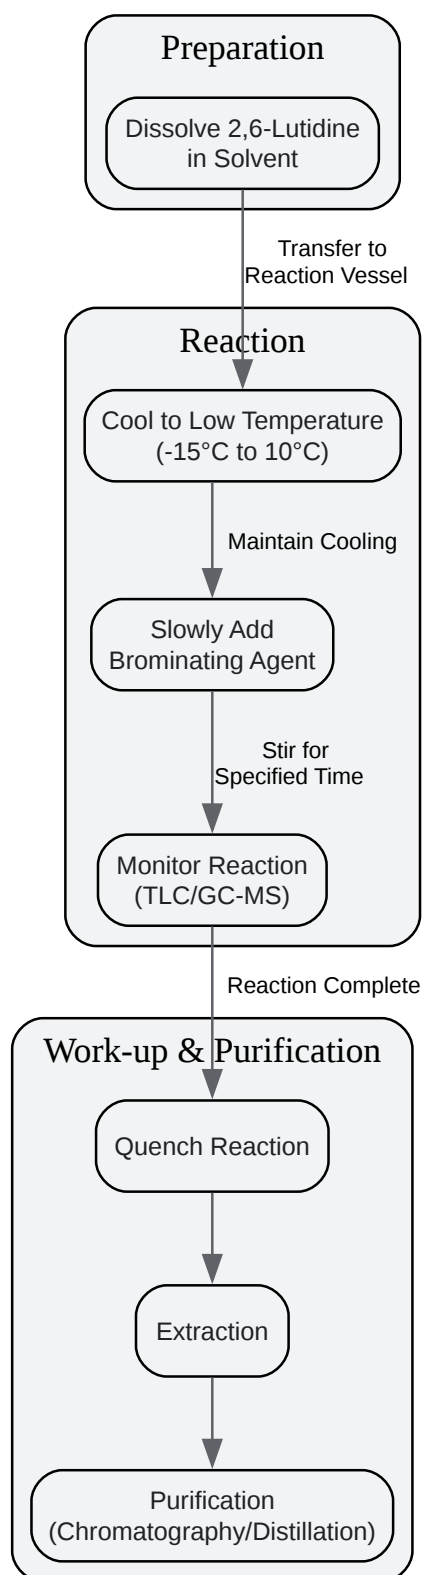 Preparation
Dissolve 2,6-Lutidine
in Solvent
Transfer to
Reaction Vessel
Reaction
Cool to Low Temperature
(-15°C to 10°C)
Maintain Cooling
Slowly Add
Brominating Agent
Stir for
Specified Time
Monitor Reaction
(TLC/GC-MS)
Reaction Complete
Work-up & Purification
Quench Reaction
Extraction
Purification
(Chromatography/Distillation)